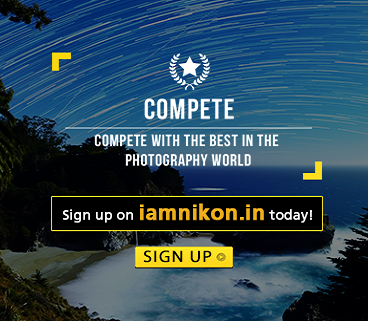 COMPETE
COMPETE WITH THE BEST IN THE
PHOTOGRAPHY WORLD
Sign up on iamnikon.in today!
SIGN UP